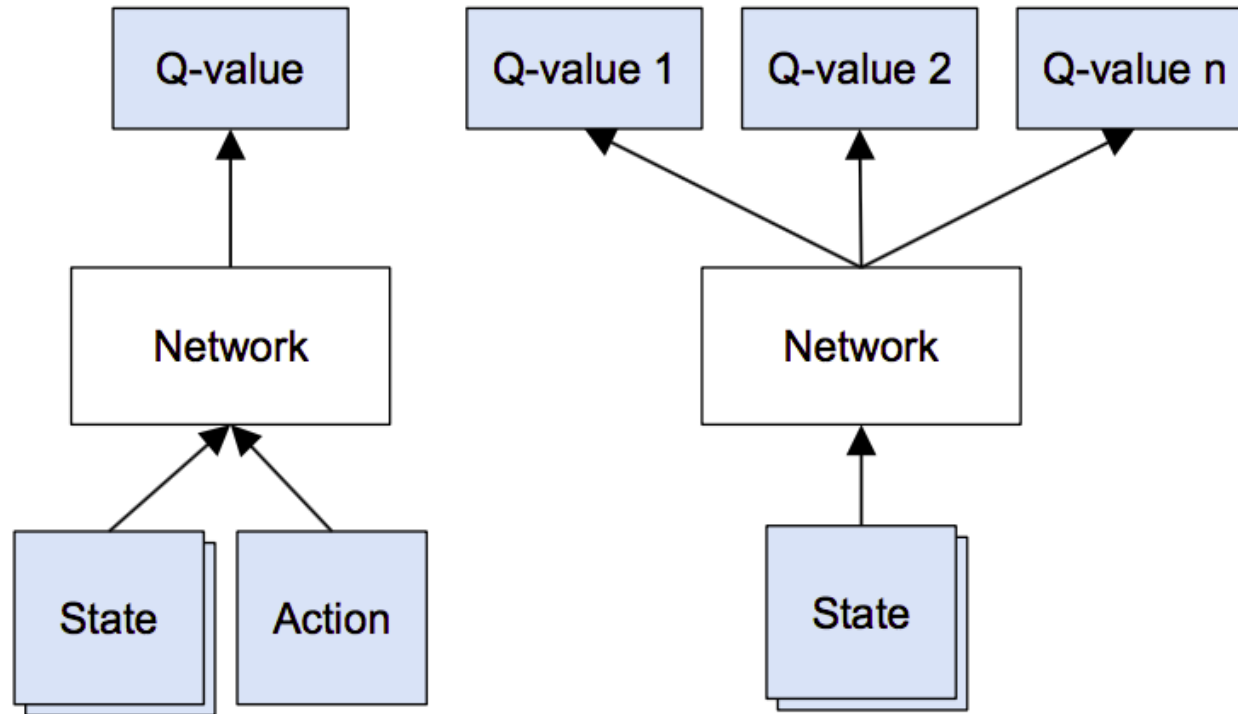 Q-value
Q-value 1
Q-value 2
Q-value n
Network
Network
State
Action
State